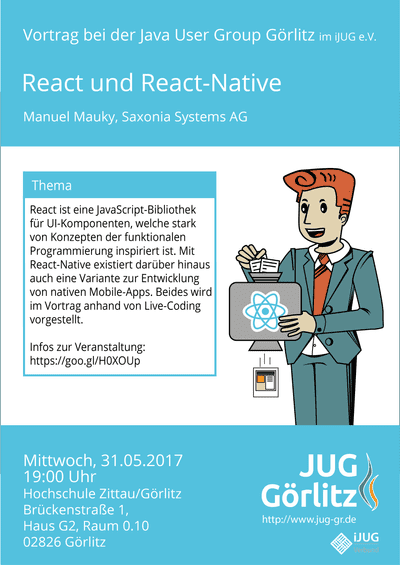 Vortrag bei der Java User Group Görlitz im iJUG e.V.
React und React-Native
Manuel Mauky, Saxonia Systems AG
Thema
React ist eine JavaScript-Bibliothek
für UI-Komponenten, welche stark
von Konzepten der funktionalen
Programmierung inspiriert ist. Mit
React-Native existiert darüber hinaus
auch eine Variante zur Entwicklung
von nativen Mobile-Apps. Beides wird
im Vortrag anhand von Live-Coding
vorgestellt.
Infos zur Veranstaltung:
https://goo.gl/H0XOUp
Mittwoch, 31.05.2017
19:00 Uhr
Hochschule Zittau/Görlitz
Brückenstraße 1,
Haus G2, Raum 0.10
02826 Görlitz
JUG
Görlitz
http://www.jug-gr.de
iJUG